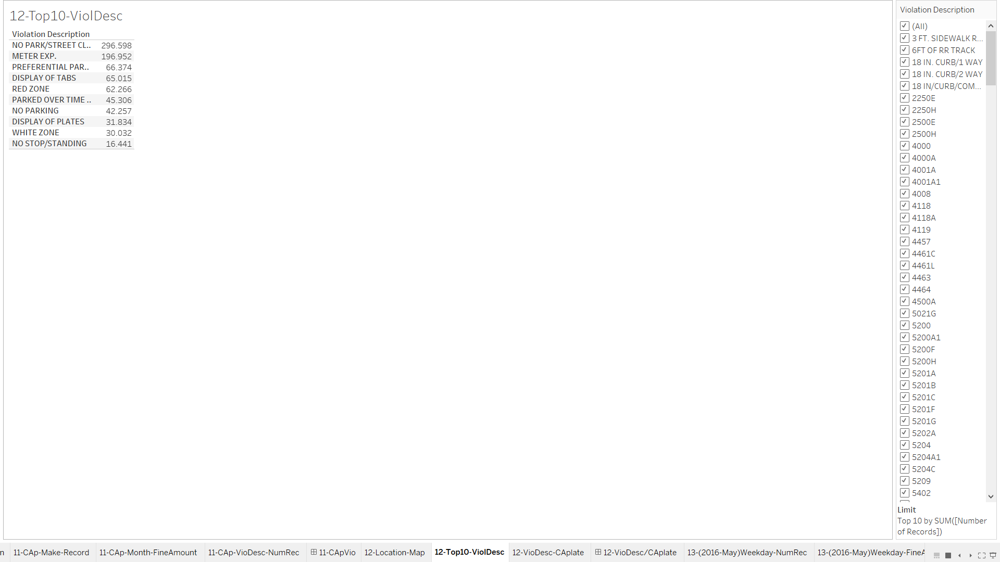 12-Top10-ViolDesc
Violation Description
NO PARK/STREET CL.. 296.598
METER EXP. 196.952
PREFERENTIAL PAR.. 66.374
DISPLAY OF TABS 65.015
RED ZONE 62.266
PARKED OVER TIME .. 45.306
NO PARKING 42.257
DISPLAY OF PLATES 31.834
WHITE ZONE 30.032
NO STOP/STANDING 16.441
Violation Description
(All)
3 FT. SIDEWALK R...
6FT OF RR TRACK
18 IN. CURB/1 WAY
18 IN. CURB/2 WAY
18 IN/CURB/COM...
2250E
2250H
2500E
2500H
4000
4000A
4001A
4001A1
4008
4118
4118A
4119
4457
4461C
4461L
4463
4464
4500A
5021G
5200
5200A1
5200F
5200H
5201A
5201B
5201C
5201F
5201G
5202A
5204
5204A1
5204C
5209
5402
Limit
Top 10 by SUM([Number
of Records])
n 11-CAp-Make-Record 11-CAp-Month-FineAmount 11-CAp-VioDesc-NumRec 11-CApVio 12-Location-Map 12-Top10-ViolDesc 12-VioDesc-CAplate 12-VioDesc/CAplate 13-(2016-May)Weekday-NumRec 13-(2016-May)Weekday-FineA